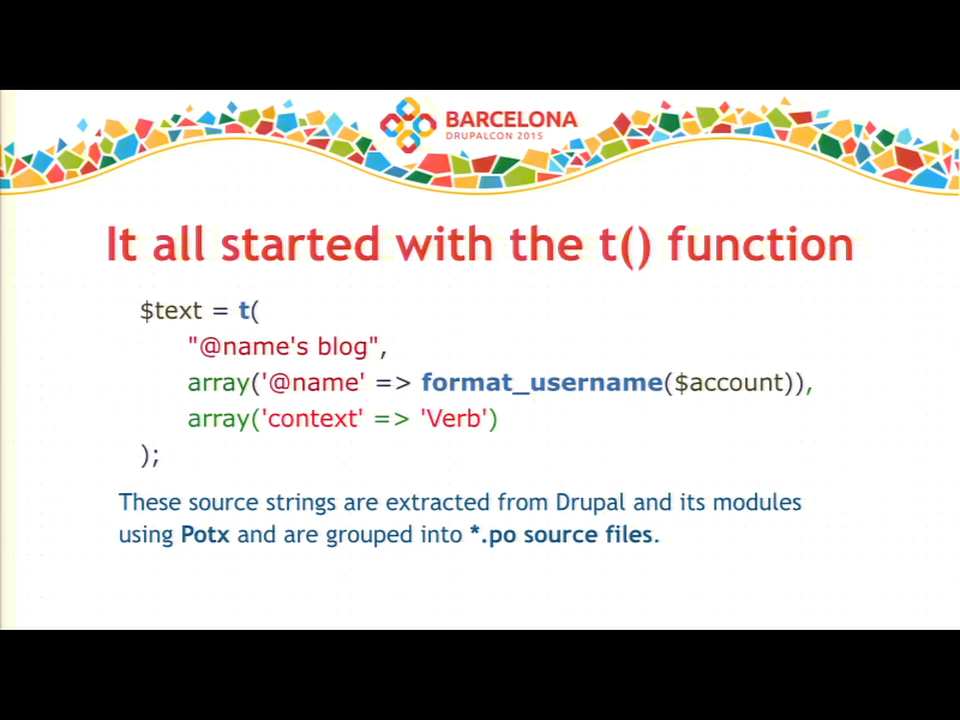 BARCELONA
DRUPALCON 2015
It all started with the t() function
$text = t(
"@name's blog",
array('@name' => format_username($account)),
array('context' => 'Verb')
);
These source strings are extracted from Drupal and its modules
using Potx and are grouped into *.po source files.